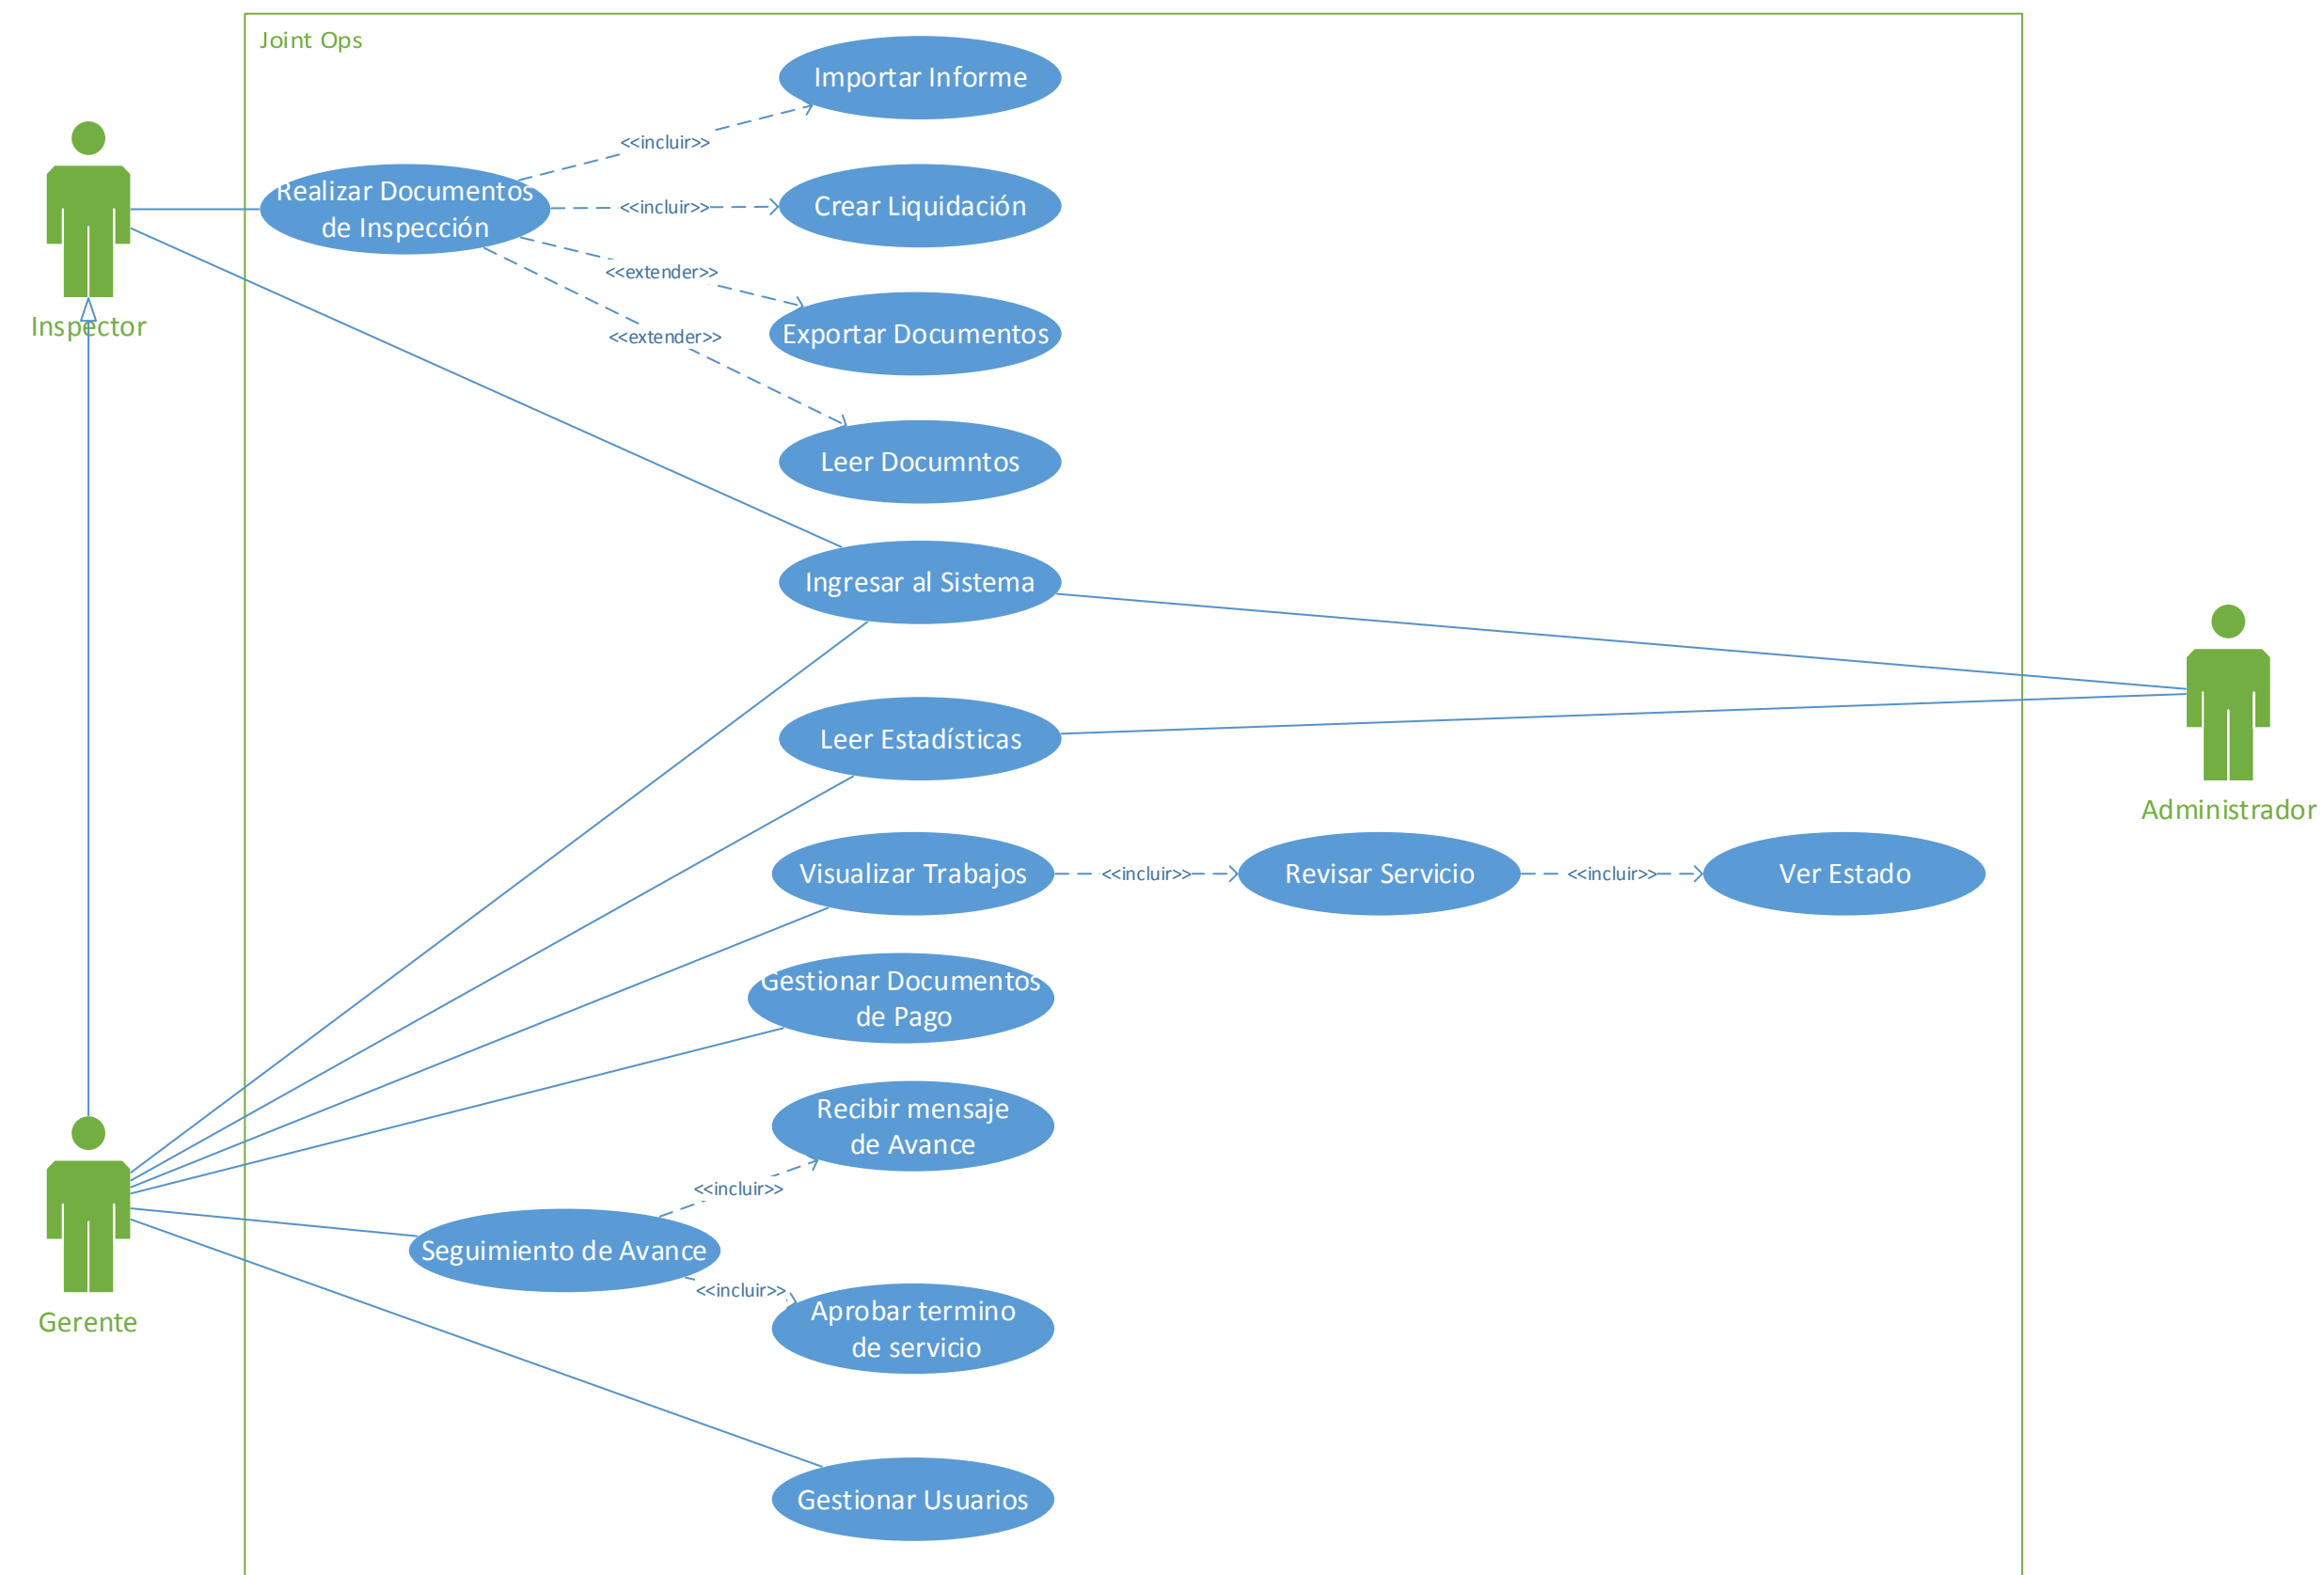 Joint Ops
Importar Informe
<<incluir>>
Realizar Documentos
de Inspección
<<incluir>>
Crear Liquidación
<<extender>>
Inspector
Exportar Documentos
<<extender>>
Leer Documntos
Ingresar al Sistema
Leer Estadísticas
Administrador
Visualizar Trabajos
<<incluir>>
Revisar Servicio
<<incluir>>
Ver Estado
Gestionar Documentos
de Pago
Recibir mensaje
de Avance
<<incluir>>
Seguimiento de Avance
<<incluir>>
Aprobar termino
de servicio
Gerente
Gestionar Usuarios